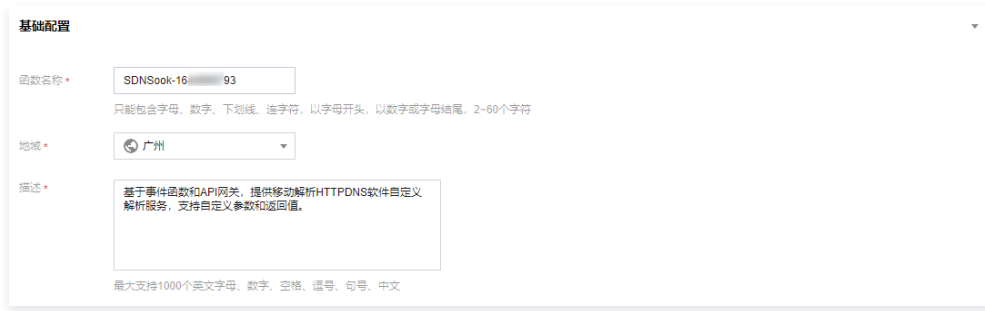 基础配置
函数名称 *
SDNSook-16 93
只能包含字母、数字、下划线、连字符，以字母开头，以数字或字母结尾，2~60个字符
地域 *
广州
描述 *
基于事件函数和API网关，提供移动解析HTTPDNS软件自定义
解析服务，支持自定义参数和返回值。
最大支持1000个英文字母、数字、空格、逗号、句号、中文